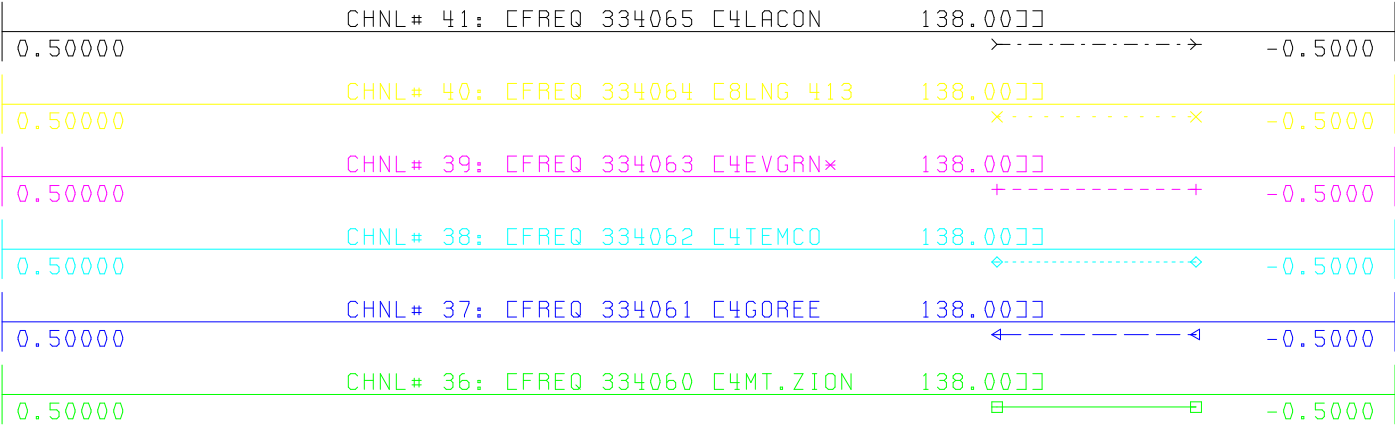 CHNL# 41: [FREQ 334065 [4LACON 138.00]]
0.50000 -0.5000
CHNL# 40: [FREQ 334064 [8LNG 413 138.00]]
0.50000 -0.5000
CHNL# 39: [FREQ 334063 [4EVGRN* 138.00]]
0.50000 -0.5000
CHNL# 38: [FREQ 334062 [4TEMCO 138.00]]
0.50000 -0.5000
CHNL# 37: [FREQ 334061 [4GOREE 138.00]]
0.50000 -0.5000
CHNL# 36: [FREQ 334060 [4MT.ZION 138.00]]
0.50000 -0.5000